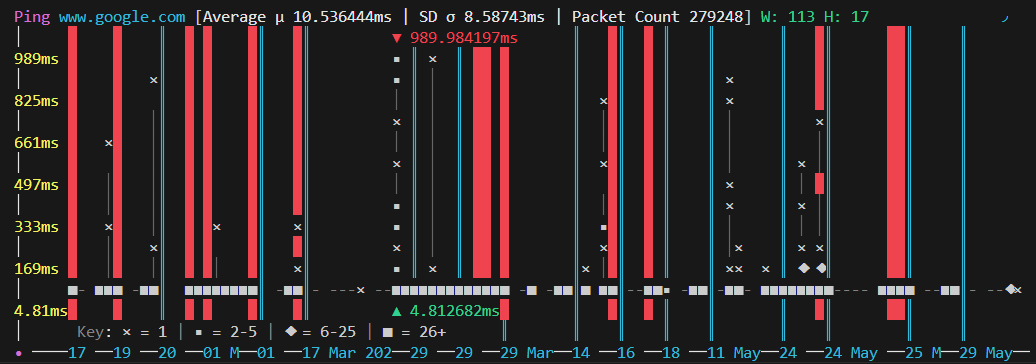 Ping www.google.com [Average μ 10.536444ms | SD σ 8.58743ms | Packet Count 279248] W: 113 H: 17
▼ 989.984197ms
989ms
825ms
661ms
497ms
333ms
169ms
4.81ms
▲ 4.812682ms
Key: × = 1 | ▪ = 2-5 | ◆ = 6-25 | ■ = 26+
17 19 20 01 M 01 17 Mar 202 29 29 29 Mar 14 16 18 11 May 24 24 May 25 M 29 May